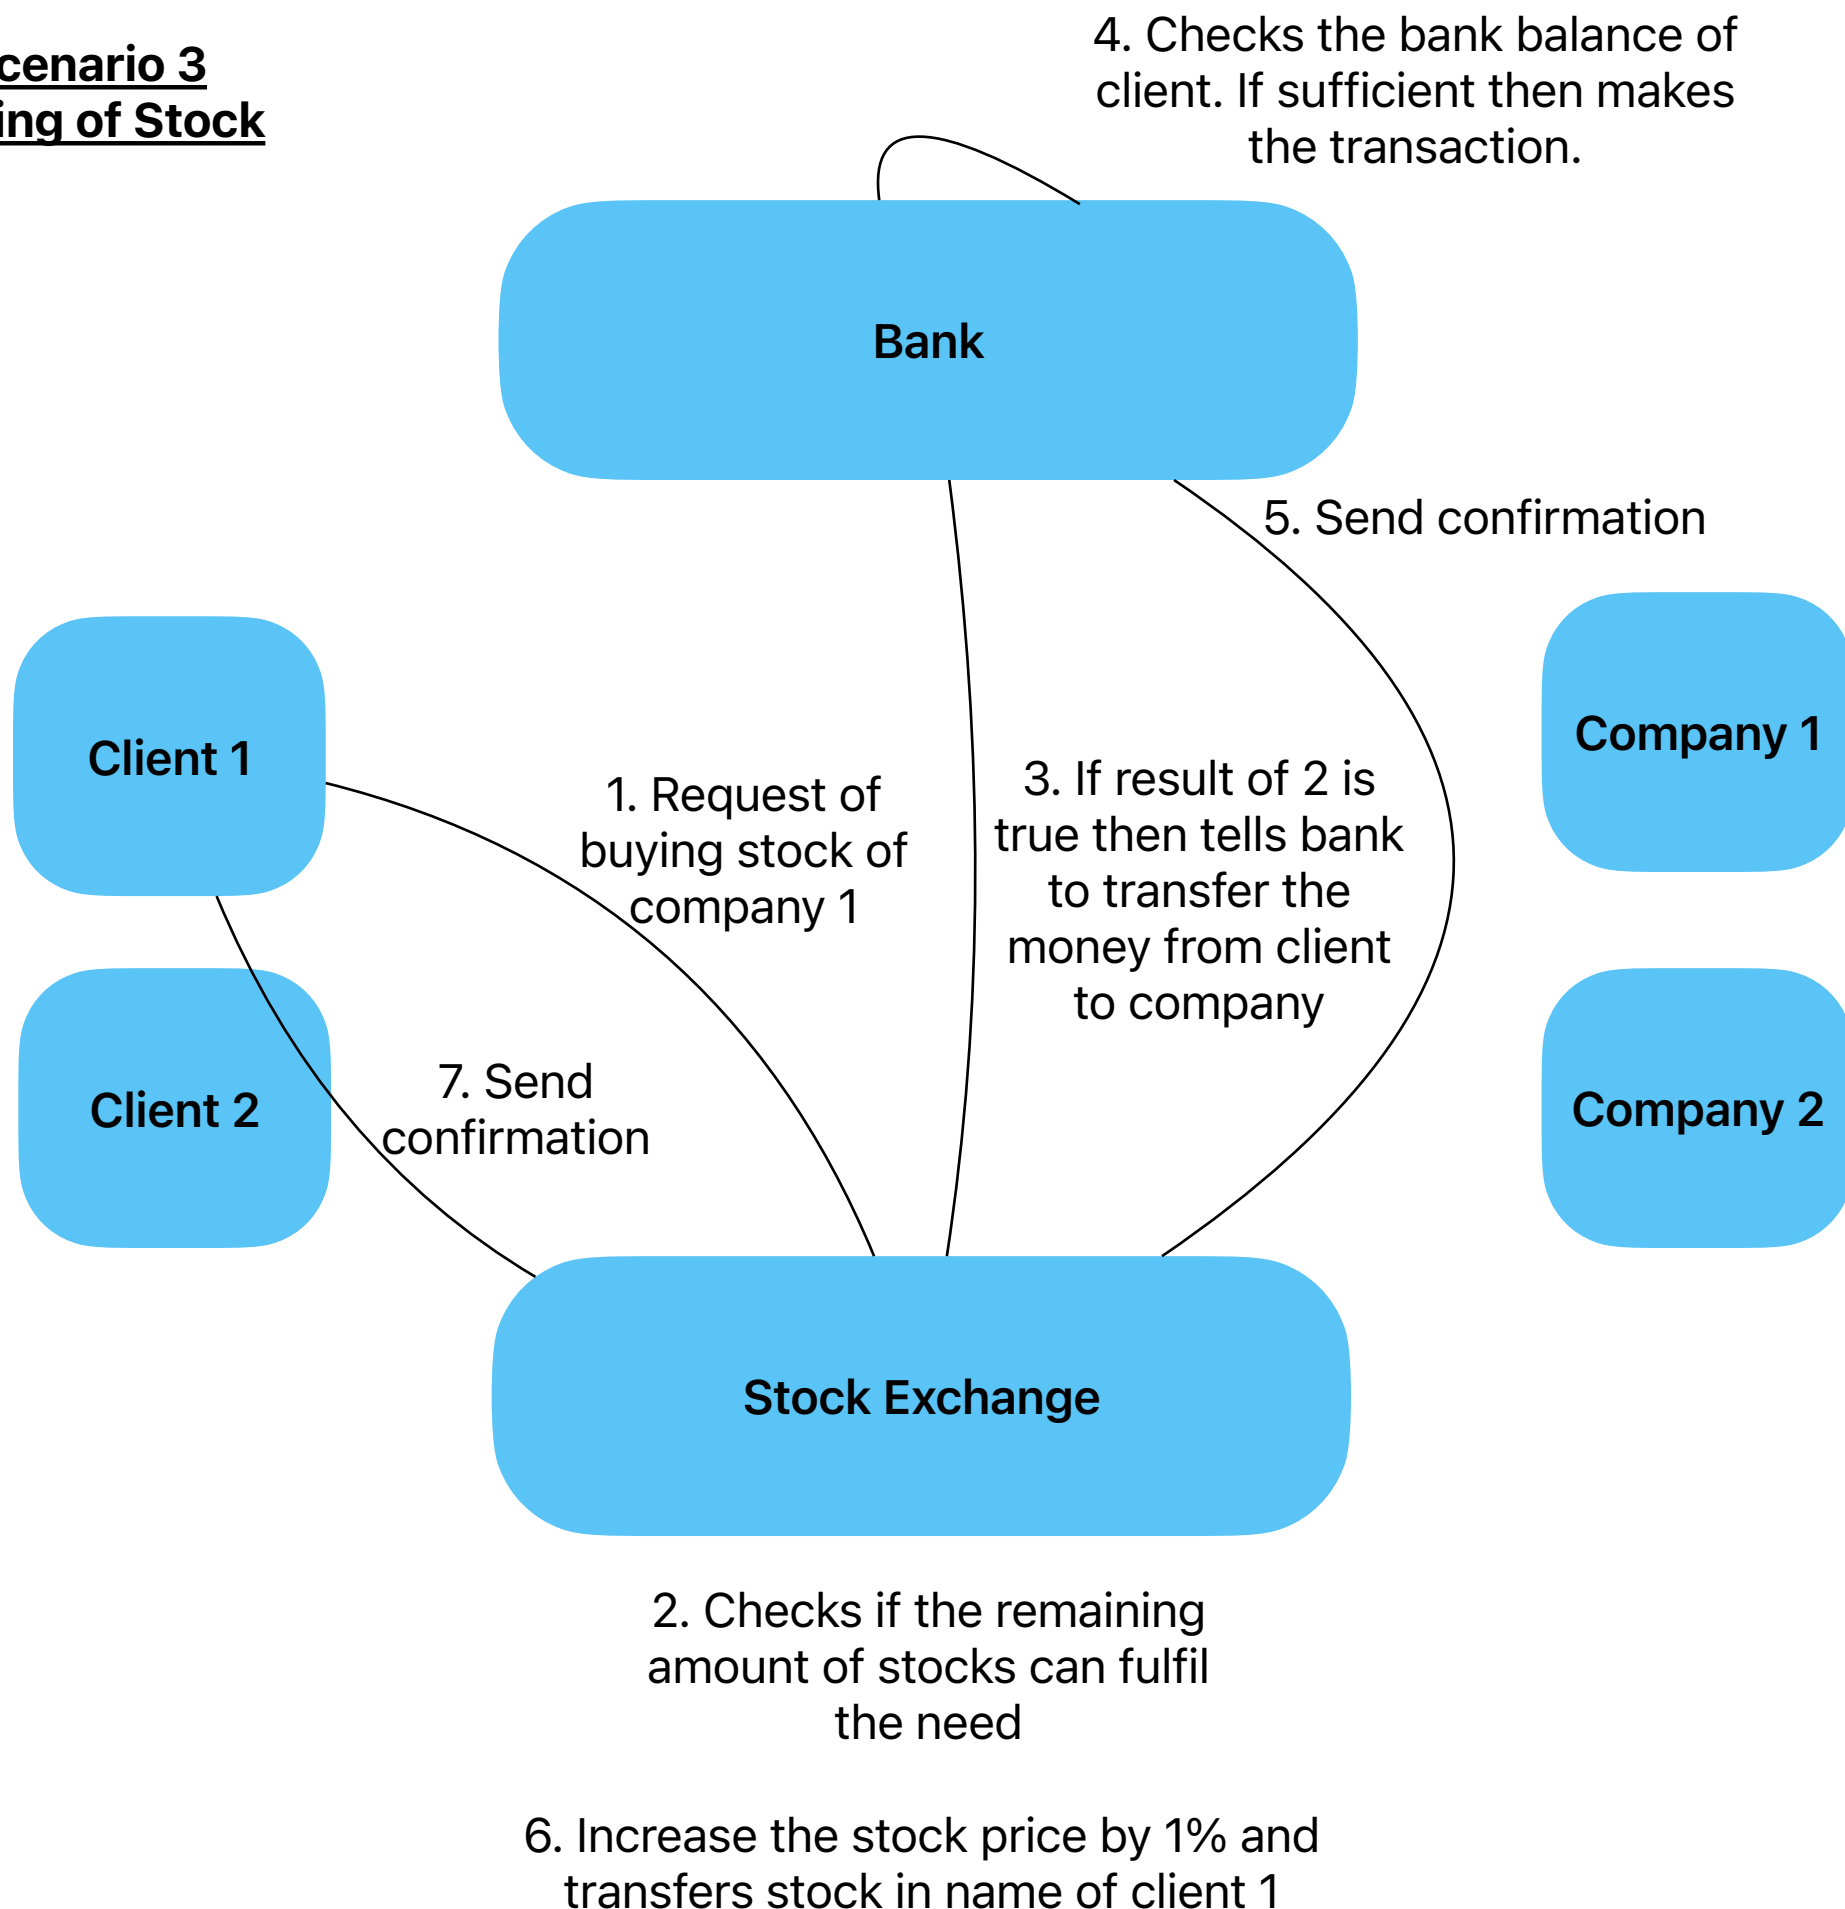 cenario 3
ing of Stock
4. Checks the bank balance of
client. If sufficient then makes
the transaction.
Bank
5. Send confirmation
Client 1
Company 1
1. Request of
buying stock of
company 1
3. If result of 2 is
true then tells bank
to transfer the
money from client
to company
Client 2
7. Send
confirmation
Company 2
Stock Exchange
2. Checks if the remaining
amount of stocks can fulfil
the need
6. Increase the stock price by 1% and
transfers stock in name of client 1